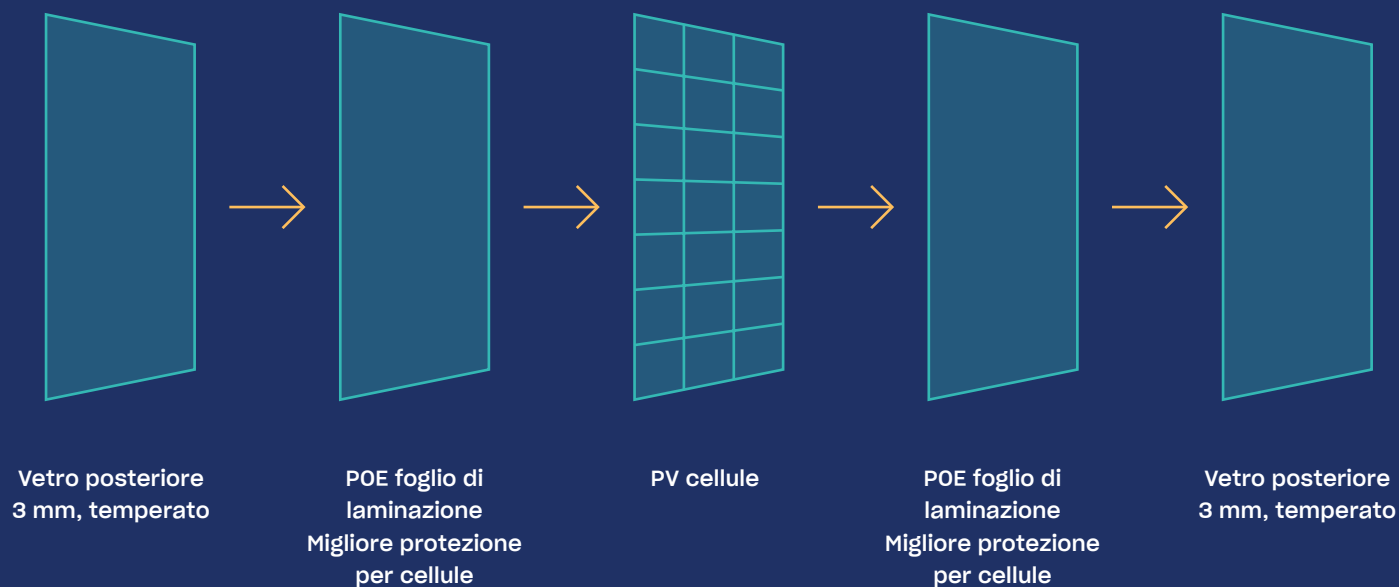 Vetro posteriore
3 mm, temperato
POE foglio di
laminazione
Migliore protezione
per cellule
PV cellule
POE foglio di
laminazione
Migliore protezione
per cellule
Vetro posteriore
3 mm, temperato